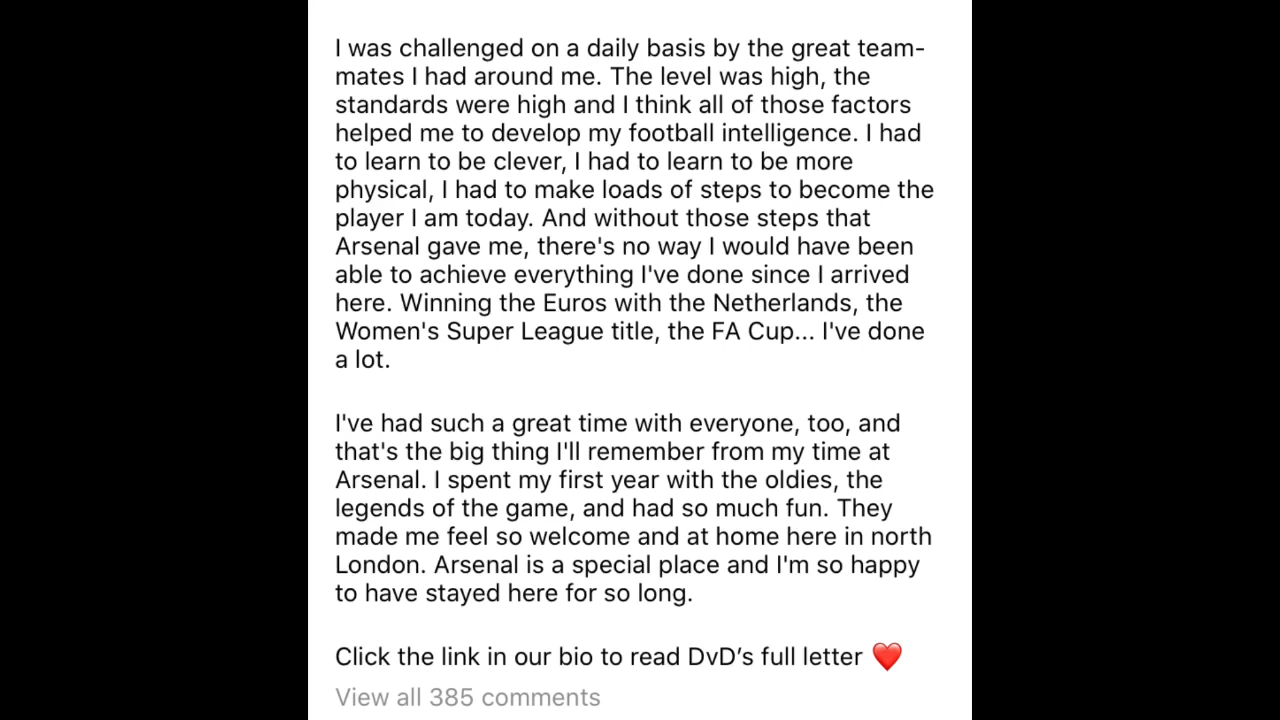 I was challenged on a daily basis by the great team-
mates I had around me. The level was high, the
standards were high and I think all of those factors
helped me to develop my football intelligence. I had
to learn to be clever, I had to learn to be more
physical, I had to make loads of steps to become the
player I am today. And without those steps that
Arsenal gave me, there's no way I would have been
able to achieve everything I've done since I arrived
here. Winning the Euros with the Netherlands, the
Women's Super League title, the FA Cup... I've done
a lot.
I've had such a great time with everyone, too, and
that's the big thing I'll remember from my time at
Arsenal. I spent my first year with the oldies, the
legends of the game, and had so much fun. They
made me feel so welcome and at home here in north
London. Arsenal is a special place and I'm so happy
to have stayed here for so long.
Click the link in our bio to read DvD’s full letter ❤️
View all 385 comments